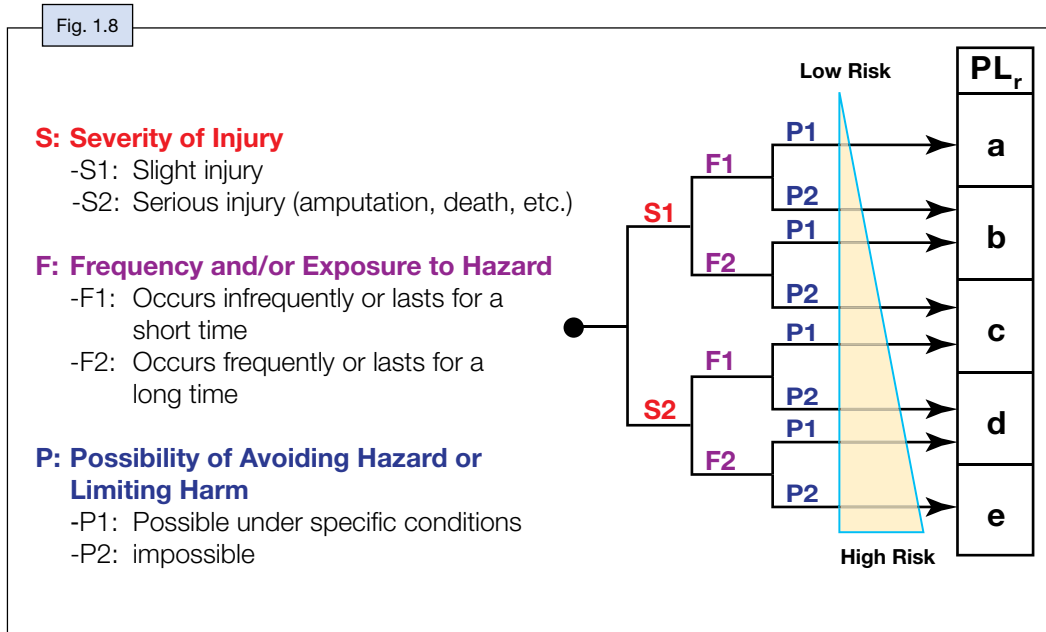 Fig. 1.8
S: Severity of Injury
-S1: Slight injury
-S2: Serious injury (amputation, death, etc.)
F: Frequency and/or Exposure to Hazard
-F1: Occurs infrequently or lasts for a
short time
-F2: Occurs frequently or lasts for a
long time
P: Possibility of Avoiding Hazard or
Limiting Harm
-P1: Possible under specific conditions
-P2: impossible
Low Risk
PLr
P1
a
F1
P2
S1
P1
b
F2
P2
c
P1
F1
P2
S2
d
P1
F2
P2
e
High Risk